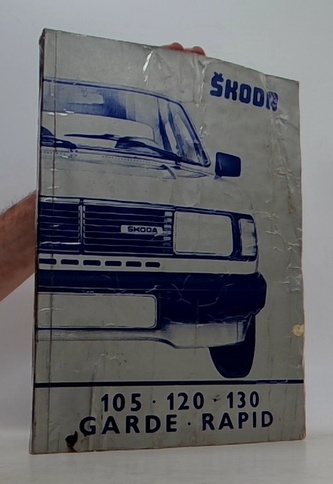 ŠKODA
ŠKODA
105 · 120 · 130
GARDE · RAPID